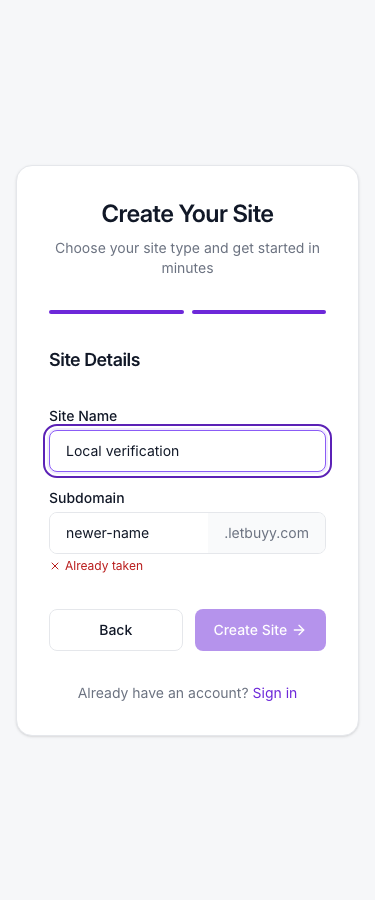 Create Your Site
Choose your site type and get started in
minutes
Site Details
Site Name
Local verification
Subdomain
newer-name .letbuyy.com
× Already taken
Back Create Site →
Already have an account? Sign in